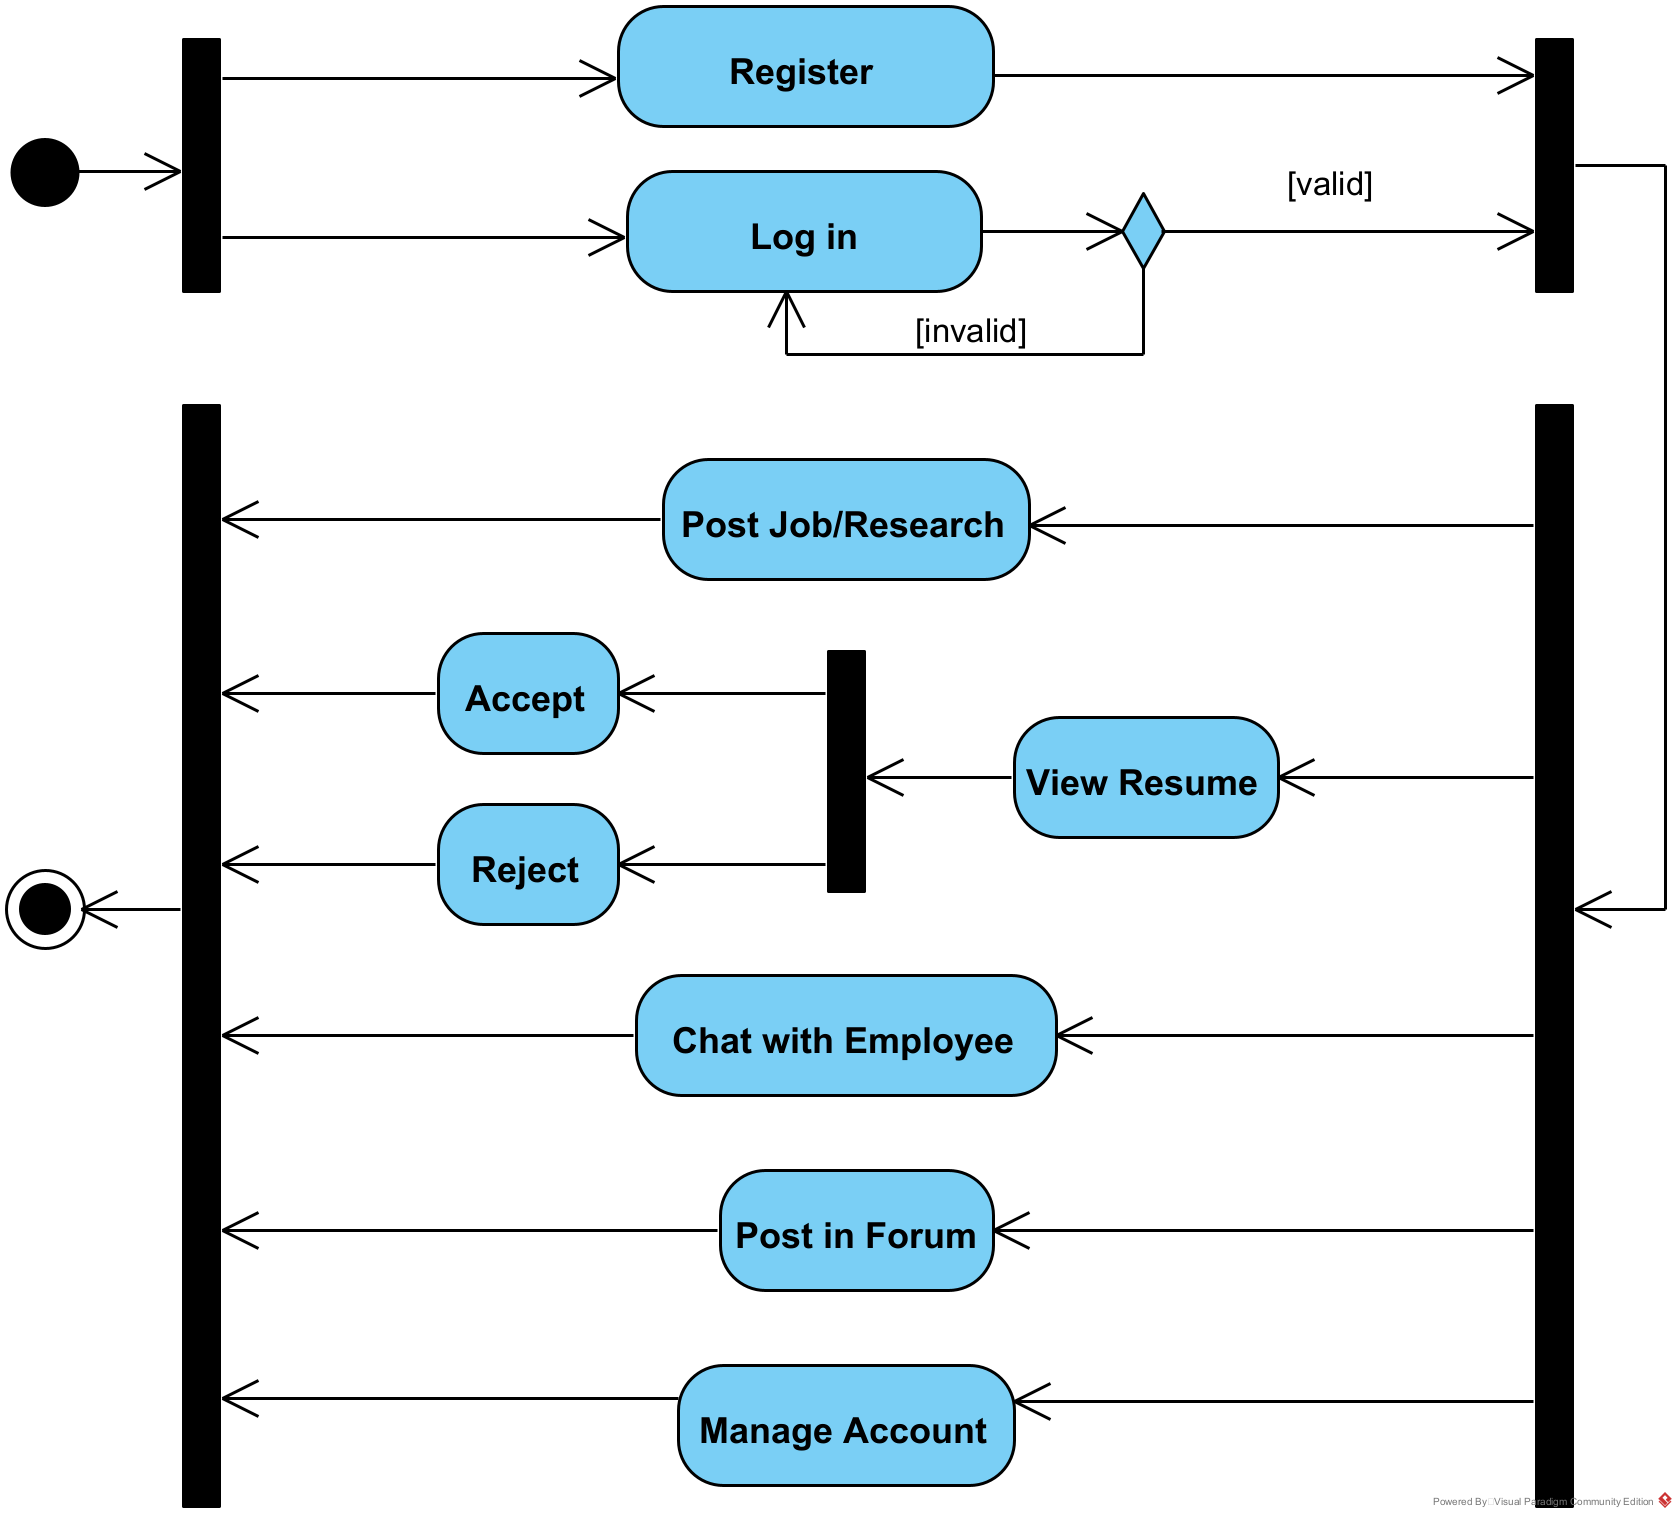 Register
[valid]
Log in
[invalid]
Post Job/Research
Accept
View Resume
Reject
Chat with Employee
Post in Forum
Manage Account
Powered By Visual Paradigm Community Edition